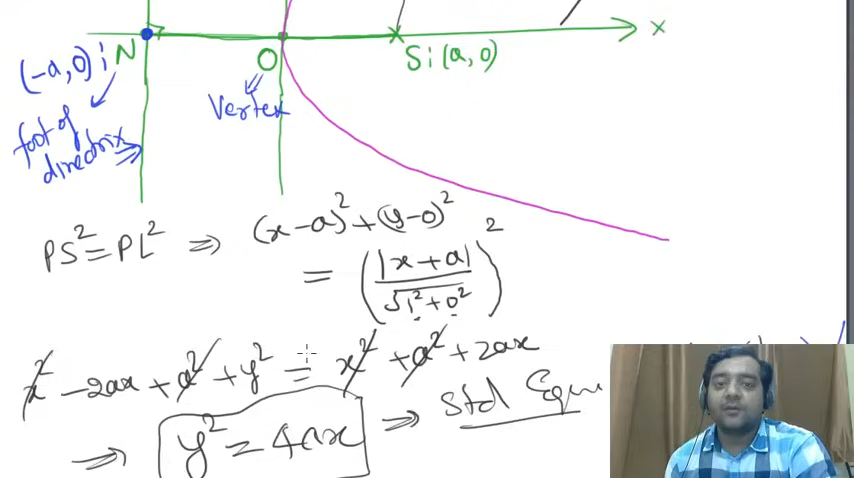 x
(-a, 0) ; N
O
S ; (a, 0)
Vertex
foot of
directrix
PS² = PL² ⇒ (x-a)² + (y-0)²
= (|x+a| / √(1²+0²))²
x² - 2ax + a² + y² = x² + a² + 2ax
⇒ y² = 4ax ⇒ Std Equ